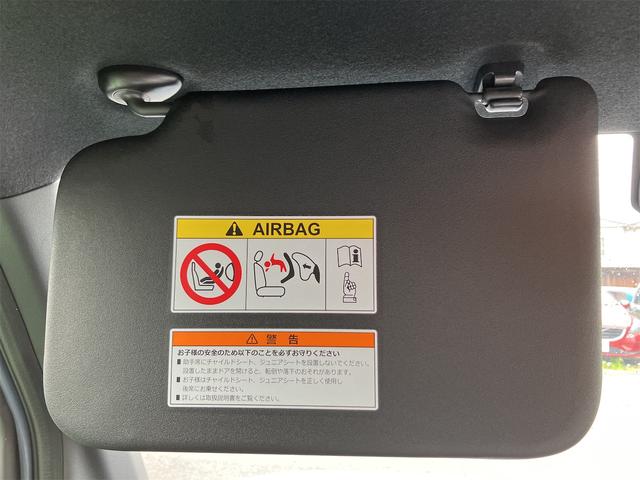 ⚠ AIRBAG
⚠ 警告
お子様の安全のため以下のことを必ずお守りください
■ 助手席にチャイルドシート、ジュニアシートを設置しないでください。
設置したままドアを開けると、転倒や落下のおそれがあります。
■ お子様はチャイルドシート、ジュニアシートを正しく使用し
後席にお乗せください。
■ 詳しくは取扱説明書をご覧ください。